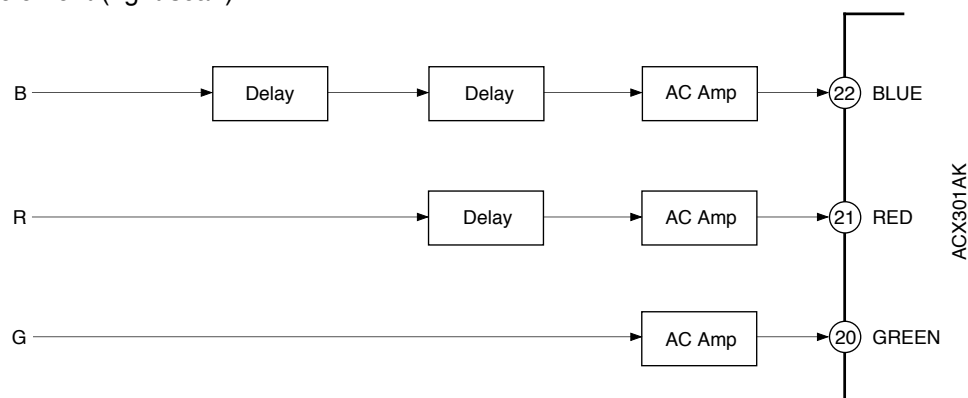 B Delay Delay AC Amp 22 BLUE
R Delay AC Amp 21 RED
G AC Amp 20 GREEN
ACX301AK